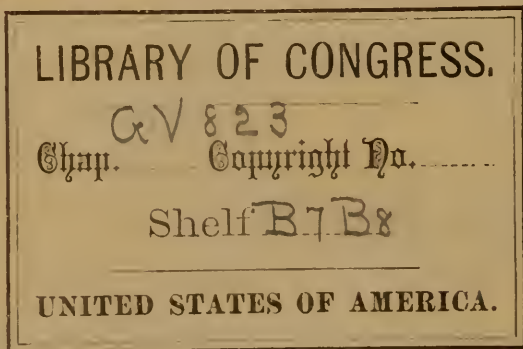 LIBRARY OF CONGRESS.
GV 823
Chap. Copyright No.
Shelf B7B8
UNITED STATES OF AMERICA.